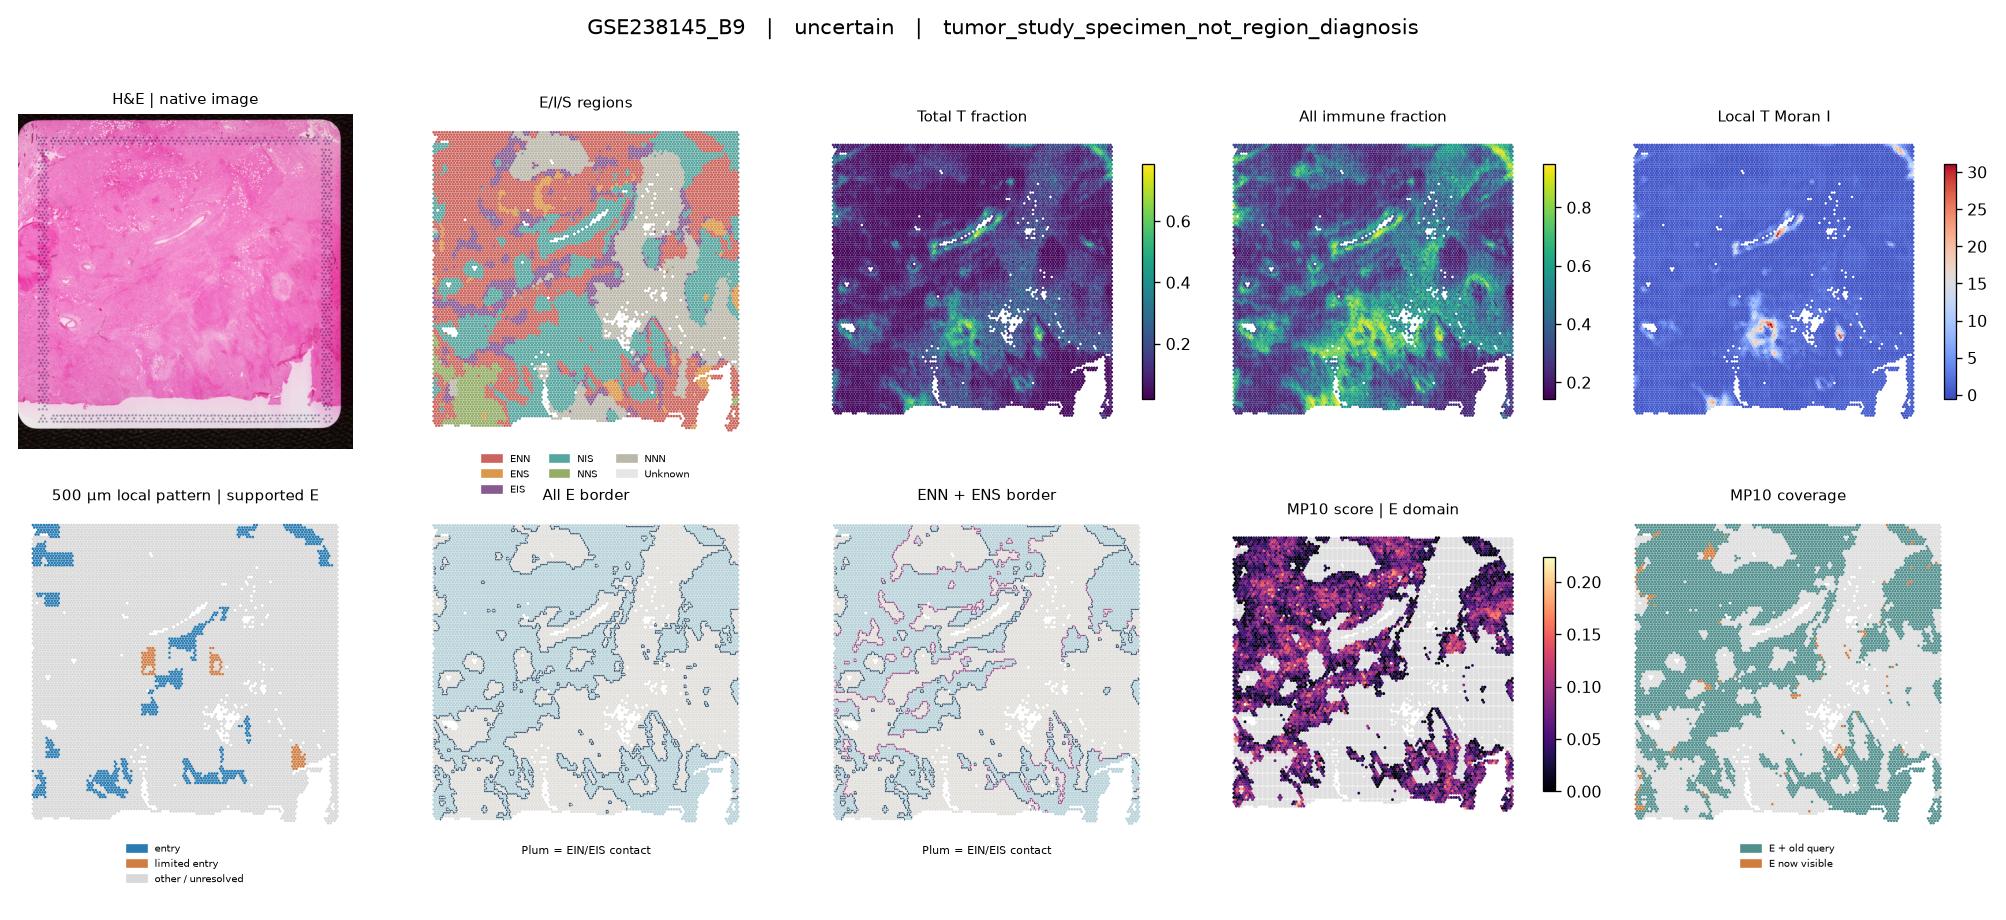 GSE238145_B9 | uncertain | tumor_study_specimen_not_region_diagnosis
H&E | native image
E/I/S regions
ENN
ENS
EIS
NIS
NNS
NNN
Unknown
Total T fraction
0.6
0.4
0.2
All immune fraction
0.8
0.6
0.4
0.2
Local T Moran I
30
25
20
15
10
5
0
500 µm local pattern | supported E
entry
limited entry
other / unresolved
All E border
Plum = EIN/EIS contact
ENN + ENS border
Plum = EIN/EIS contact
MP10 score | E domain
0.20
0.15
0.10
0.05
0.00
MP10 coverage
E + old query
E now visible